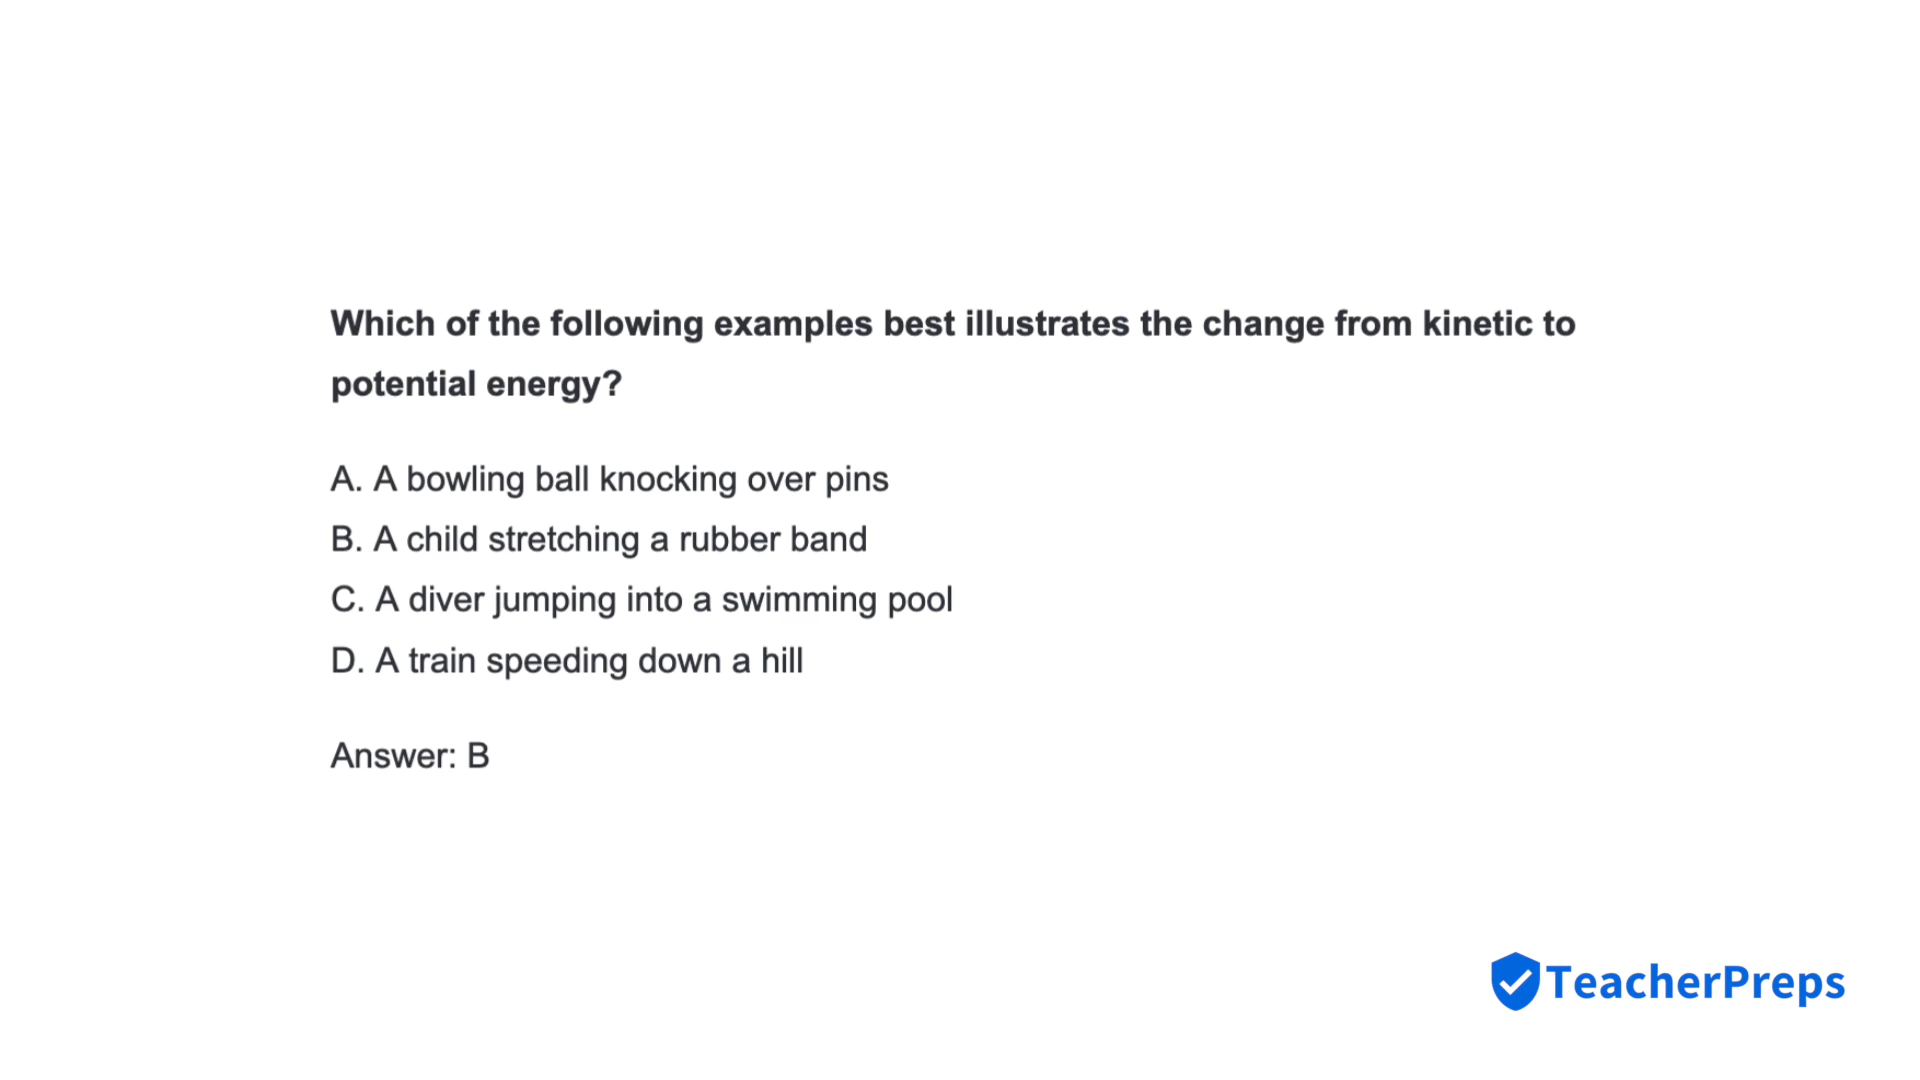 Which of the following examples best illustrates the change from kinetic to
potential energy?
A. A bowling ball knocking over pins
B. A child stretching a rubber band
C. A diver jumping into a swimming pool
D. A train speeding down a hill
Answer: B
TeacherPreps